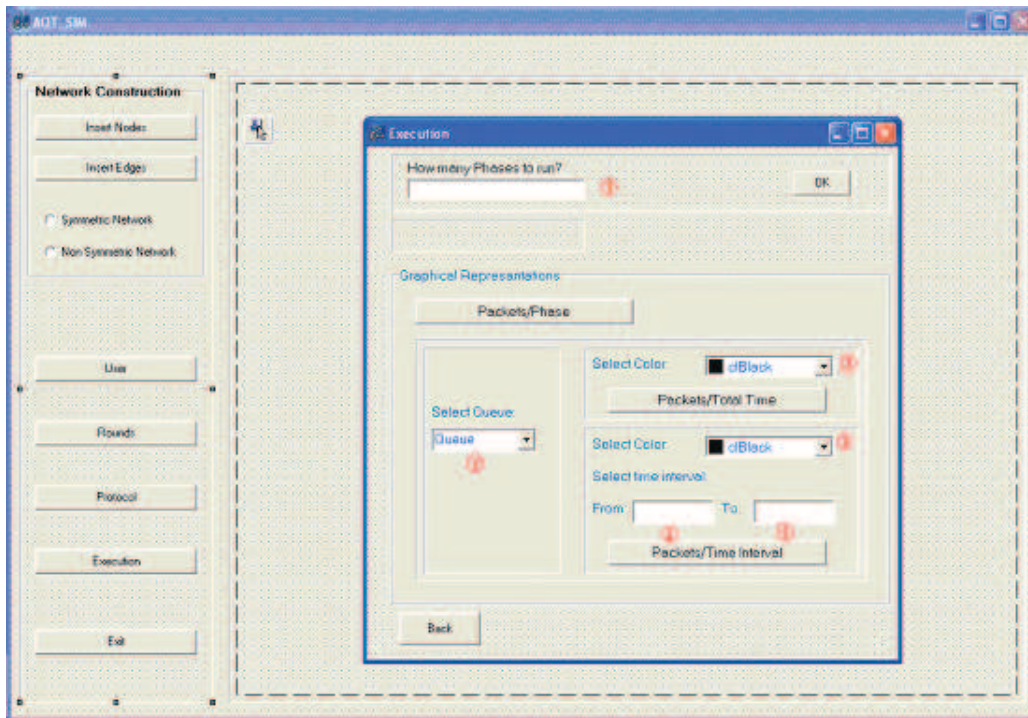 AQT_SIM
Network Construction
Insert Nodes
Insert Edges
Symmetric Network
Non Symmetric Network
User
Rounds
Protocol
Execution
Exit
Execution
How many Phases to run?
OK
Graphical Representations
Packets/Phase
Select Queue:
Queue
Select Color:
clBlack
Packets/Total Time
Select Color:
clBlack
Select time interval:
From:
To:
Packets/Time Interval
Back